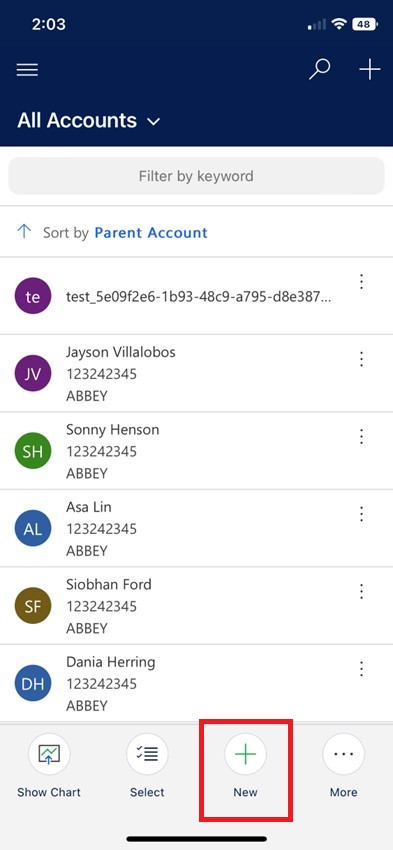 2:03
48
All Accounts
Filter by keyword
Sort by Parent Account
te
test_5e09f2e6-1b93-48c9-a795-d8e387...
Jayson Villalobos
JV
123242345
ABBEY
Sonny Henson
SH
123242345
ABBEY
Asa Lin
AL
123242345
ABBEY
Siobhan Ford
SF
123242345
ABBEY
Dania Herring
DH
123242345
ABBEY
Show Chart
Select
New
More